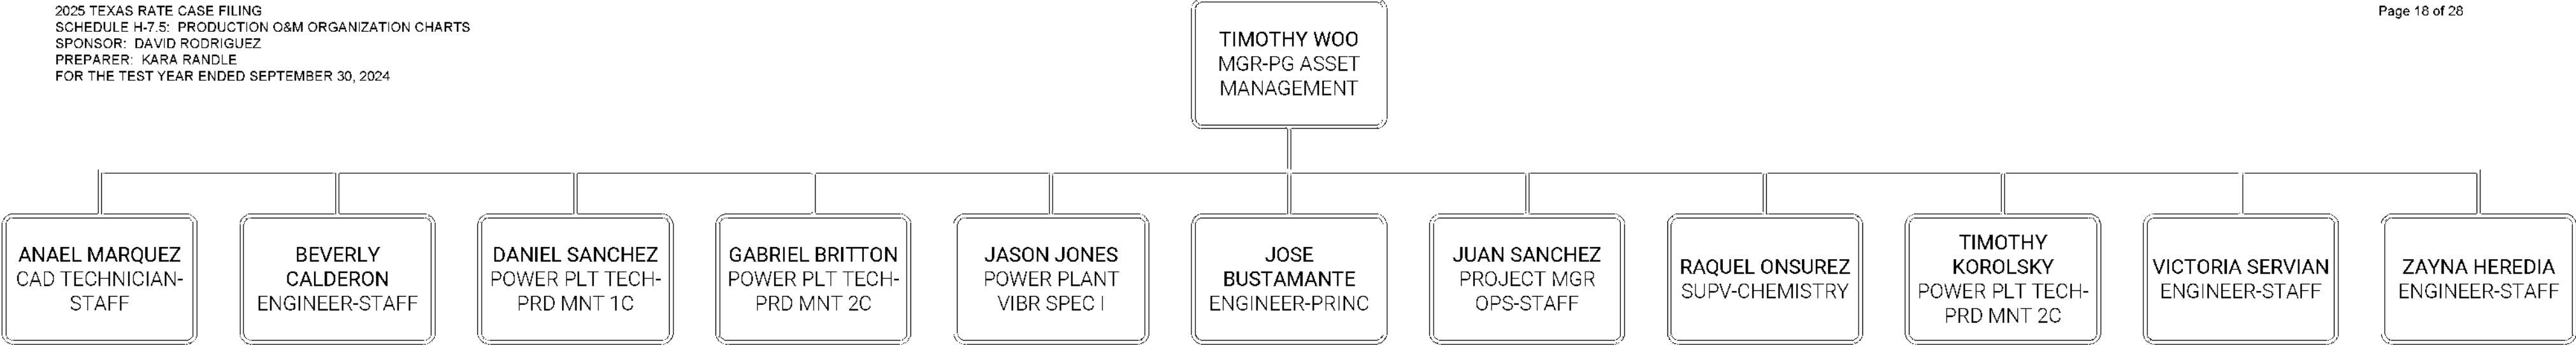 2025 TEXAS RATE CASE FILING
SCHEDULE H-7.5: PRODUCTION O&M ORGANIZATION CHARTS
SPONSOR: DAVID RODRIGUEZ
PREPARER: KARA RANDLE
FOR THE TEST YEAR ENDED SEPTEMBER 30, 2024
Page 18 of 28
TIMOTHY WOO
MGR-PG ASSET
MANAGEMENT
ANAEL MARQUEZ
CAD TECHNICIAN-
STAFF
BEVERLY
CALDERON
ENGINEER-STAFF
DANIEL SANCHEZ
POWER PLT TECH-
PRD MNT 1C
GABRIEL BRITTON
POWER PLT TECH-
PRD MNT 2C
JASON JONES
POWER PLANT
VIBR SPEC I
JOSE
BUSTAMANTE
ENGINEER-PRINC
JUAN SANCHEZ
PROJECT MGR
OPS-STAFF
RAQUEL ONSUREZ
SUPV-CHEMISTRY
TIMOTHY
KOROLSKY
POWER PLT TECH-
PRD MNT 2C
VICTORIA SERVIAN
ENGINEER-STAFF
ZAYNA HEREDIA
ENGINEER-STAFF